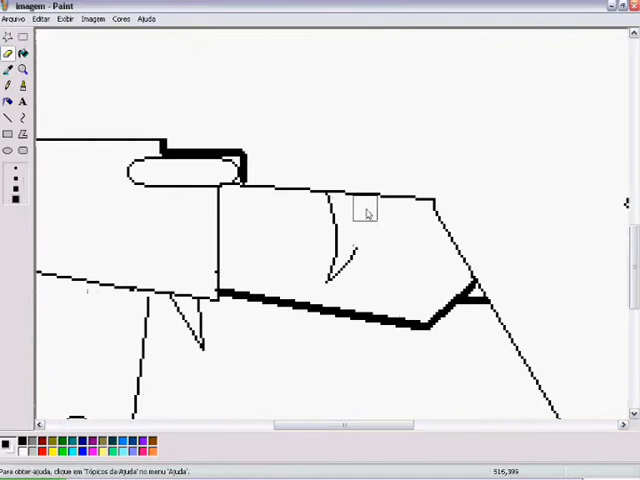 imagem - Paint
Arquivo Editar Exibir Imagem Cores Ajuda
A
Para obter ajuda, clique em 'Tópicos da Ajuda' no menu 'Ajuda'.
516,399